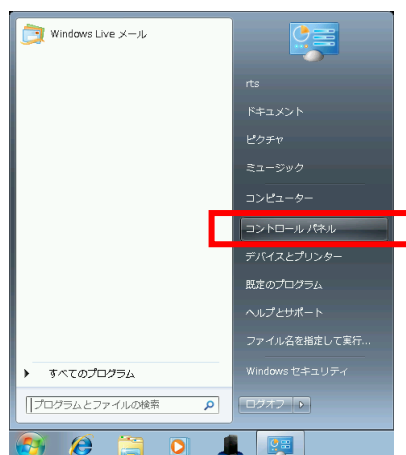 Windows Live メール
rts
ドキュメント
ピクチャ
ミュージック
コンピューター
コントロール パネル
デバイスとプリンター
既定のプログラム
ヘルプとサポート
ファイル名を指定して実行...
Windows セキュリティ
すべてのプログラム
プログラムとファイルの検索
ログオフ